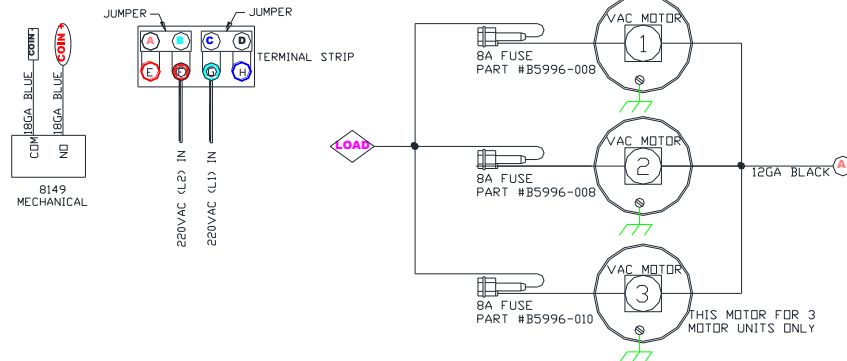 COIN-
COIN +
18GA BLUE
18GA BLUE
COM
NO
8149
MECHANICAL
JUMPER
JUMPER
A
B
C
D
E
F
G
H
TERMINAL STRIP
220VAC (L2) IN
220VAC (L1) IN
LOAD
8A FUSE
PART #B5996-008
VAC MOTOR
1
8A FUSE
PART #B5996-008
VAC MOTOR
2
12GA BLACK
A
8A FUSE
PART #B5996-010
VAC MOTOR
3
THIS MOTOR FOR 3
MOTOR UNITS ONLY